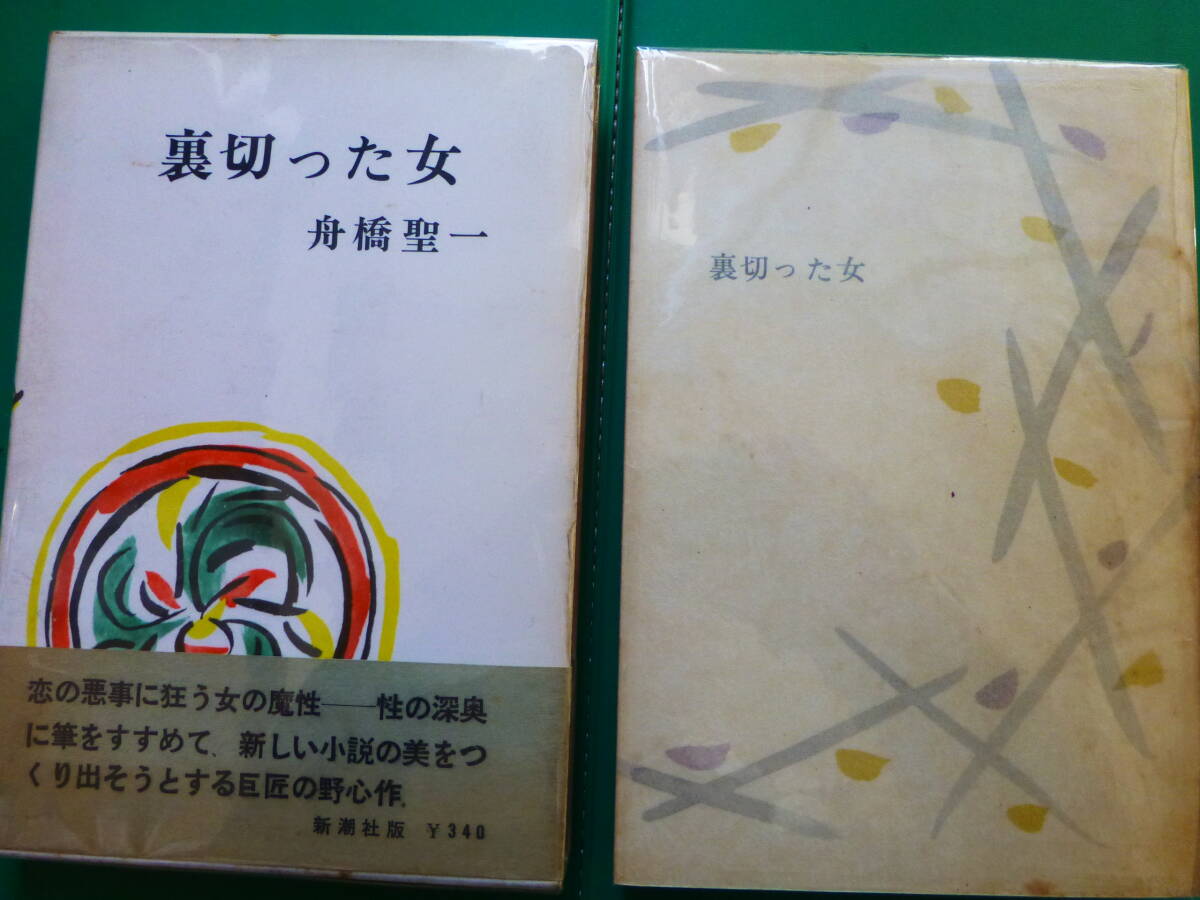 裏切った女
舟橋聖一
恋の悪事に狂う女の魔性――性の深奥
に筆をすすめて、新しい小説の美をつ
くり出そうとする巨匠の野心作。
新潮社版 ￥340
裏切った女